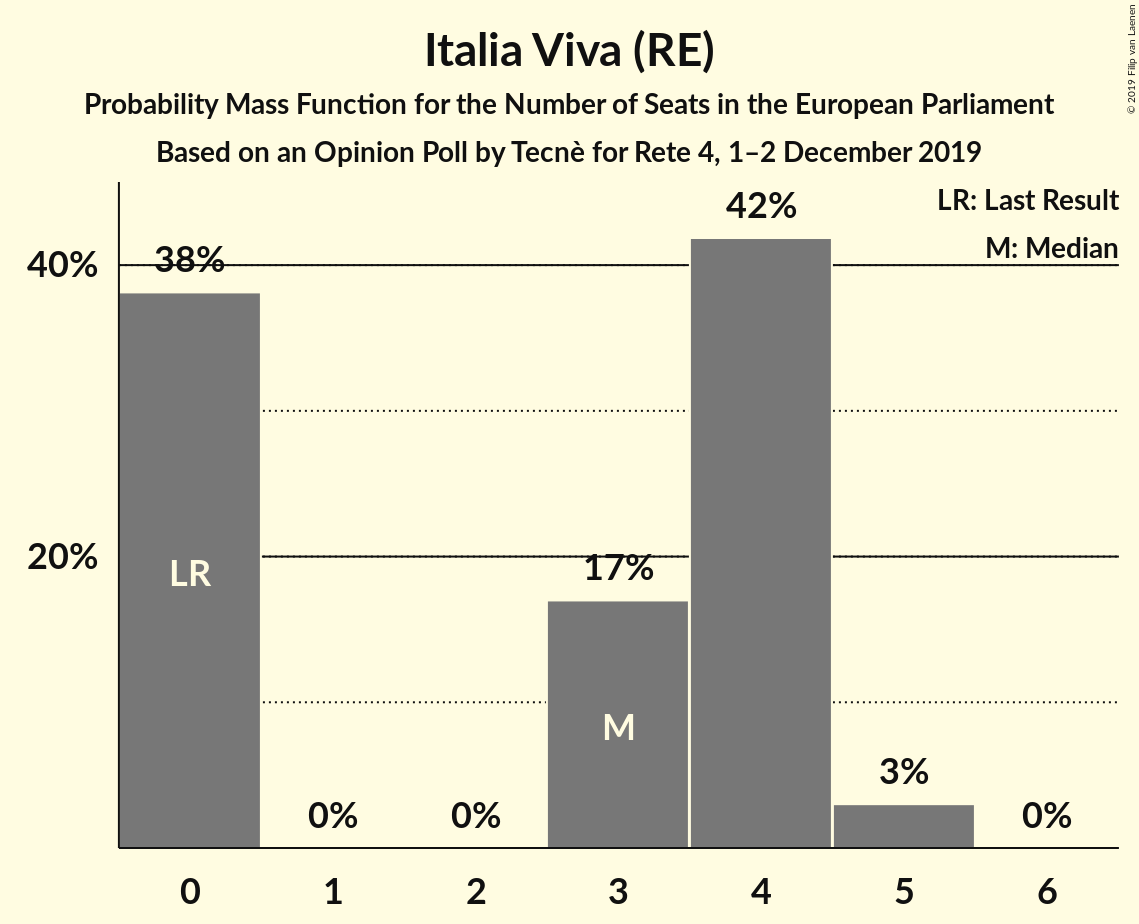 Italia Viva (RE)
Probability Mass Function for the Number of Seats in the European Parliament
Based on an Opinion Poll by Tecnè for Rete 4, 1–2 December 2019
© 2019 Filip van Laenen
LR: Last Result
M: Median
42%
38%
40%
20%
17%
LR
M
3%
0%
0%
0%
0
1
2
3
4
5
6